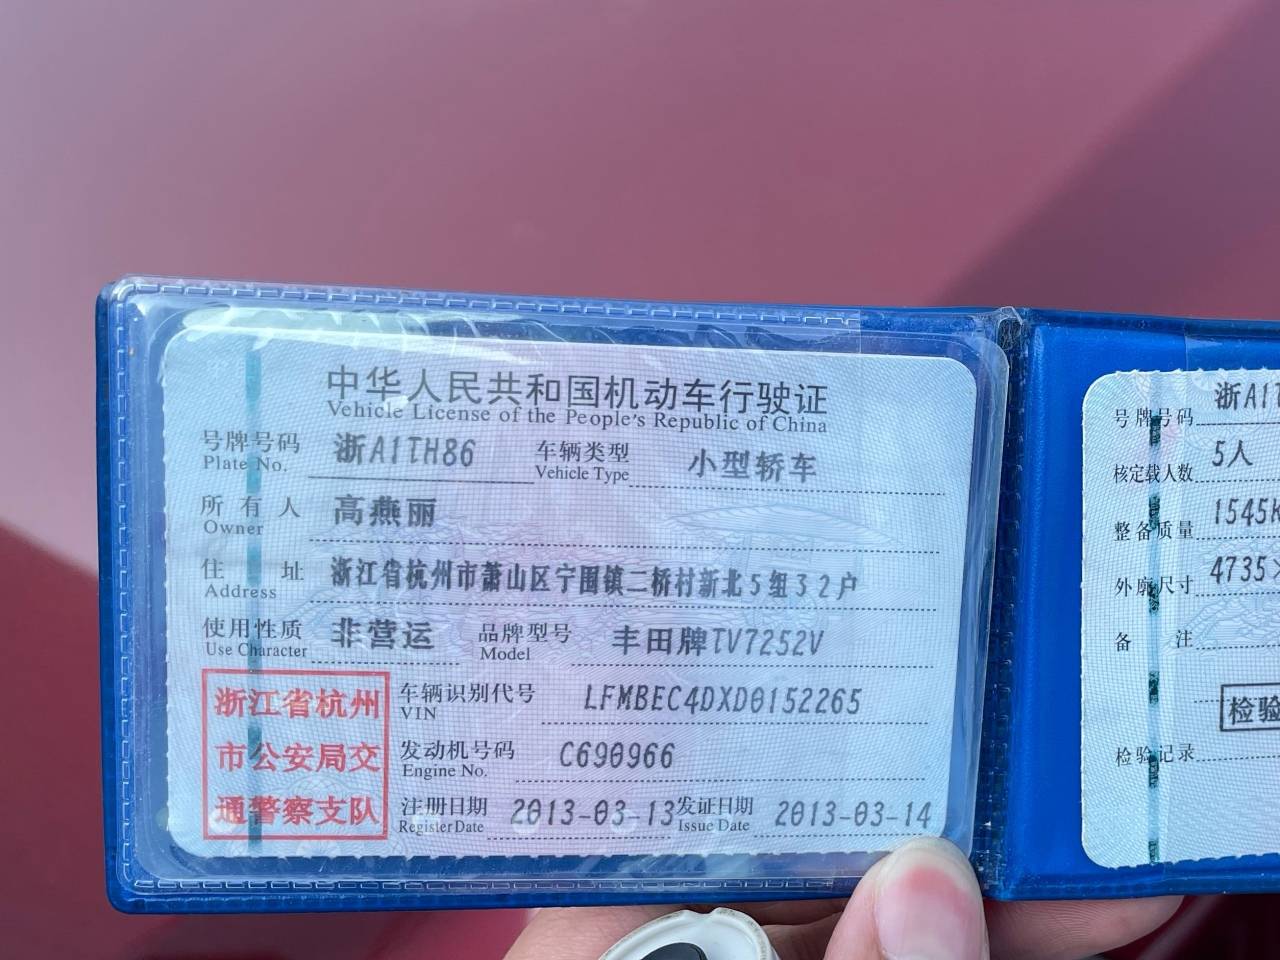 中华人民共和国机动车行驶证
Vehicle License of the People's Republic of China
号牌号码 浙A1TH86 车辆类型 小型轿车
Plate No. Vehicle Type
所有人 高燕丽
Owner
住址 浙江省杭州市萧山区宁围镇二桥村新北5组32户
Address
使用性质 非营运 品牌型号 丰田牌TV7252V
Use Character Model
浙江省杭州
市公安局交
通警察支队
车辆识别代号 LFMBEC4DXD0152265
VIN
发动机号码 C690966
Engine No.
注册日期 2013-03-13 发证日期 2013-03-14
Register Date Issue Date
号牌号码 浙A1T
核定载人数 5人
整备质量 1545k
外廓尺寸 4735×
备注
检验
检验记录